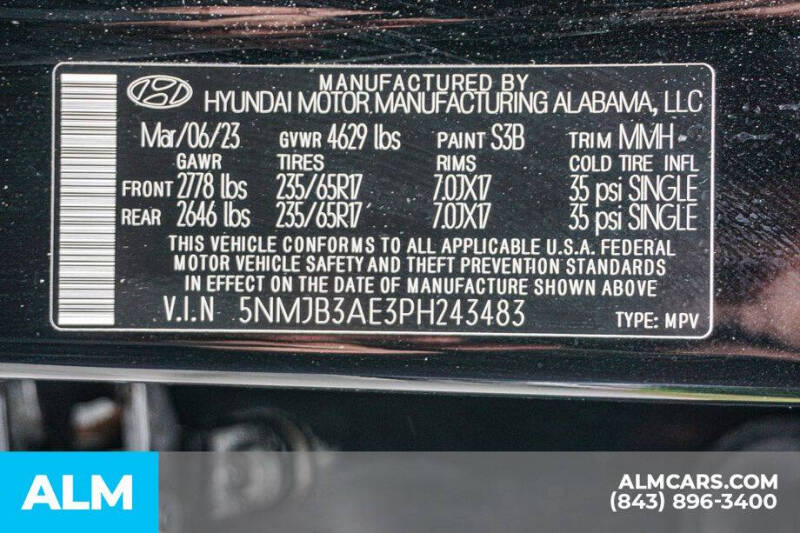 MANUFACTURED BY
HYUNDAI MOTOR MANUFACTURING ALABAMA, LLC
Mar/06/23 GVWR 4629 lbs PAINT S3B TRIM MMH
GAWR TIRES RIMS COLD TIRE INFL
FRONT 2778 lbs 235/65R17 7.0JX17 35 psi SINGLE
REAR 2646 lbs 235/65R17 7.0JX17 35 psi SINGLE
THIS VEHICLE CONFORMS TO ALL APPLICABLE U.S.A. FEDERAL
MOTOR VEHICLE SAFETY AND THEFT PREVENTION STANDARDS
IN EFFECT ON THE DATE OF MANUFACTURE SHOWN ABOVE
V.I.N 5NMJB3AE3PH243483 TYPE: MPV
ALM
ALMCARS.COM
(843) 896-3400